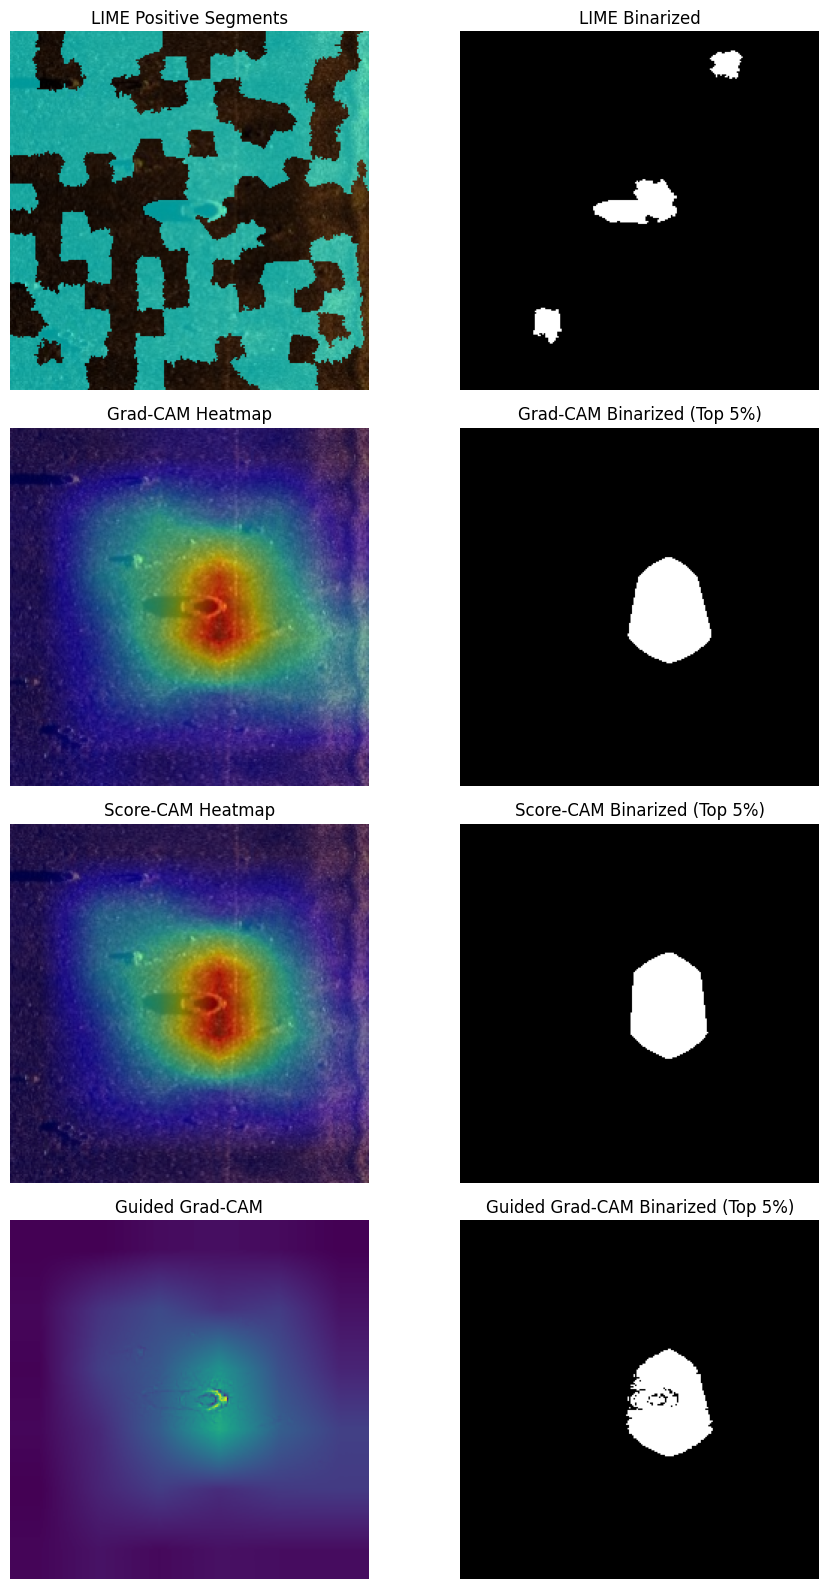 LIME Positive Segments
LIME Binarized
Grad-CAM Heatmap
Grad-CAM Binarized (Top 5%)
Score-CAM Heatmap
Score-CAM Binarized (Top 5%)
Guided Grad-CAM
Guided Grad-CAM Binarized (Top 5%)